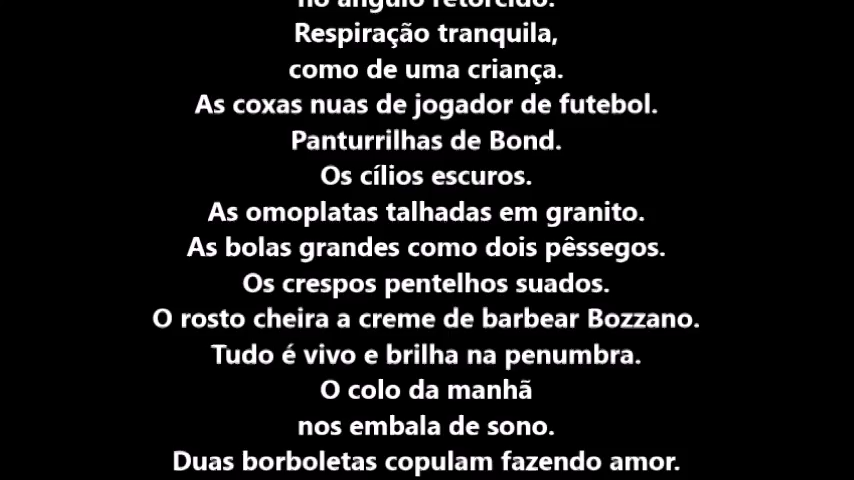 no ângulo retorcido.
Respiração tranquila,
como de uma criança.
As coxas nuas de jogador de futebol.
Panturrilhas de Bond.
Os cílios escuros.
As omoplatas talhadas em granito.
As bolas grandes como dois pêssegos.
Os crespos pentelhos suados.
O rosto cheira a creme de barbear Bozzano.
Tudo é vivo e brilha na penumbra.
O colo da manhã
nos embala de sono.
Duas borboletas copulam fazendo amor.